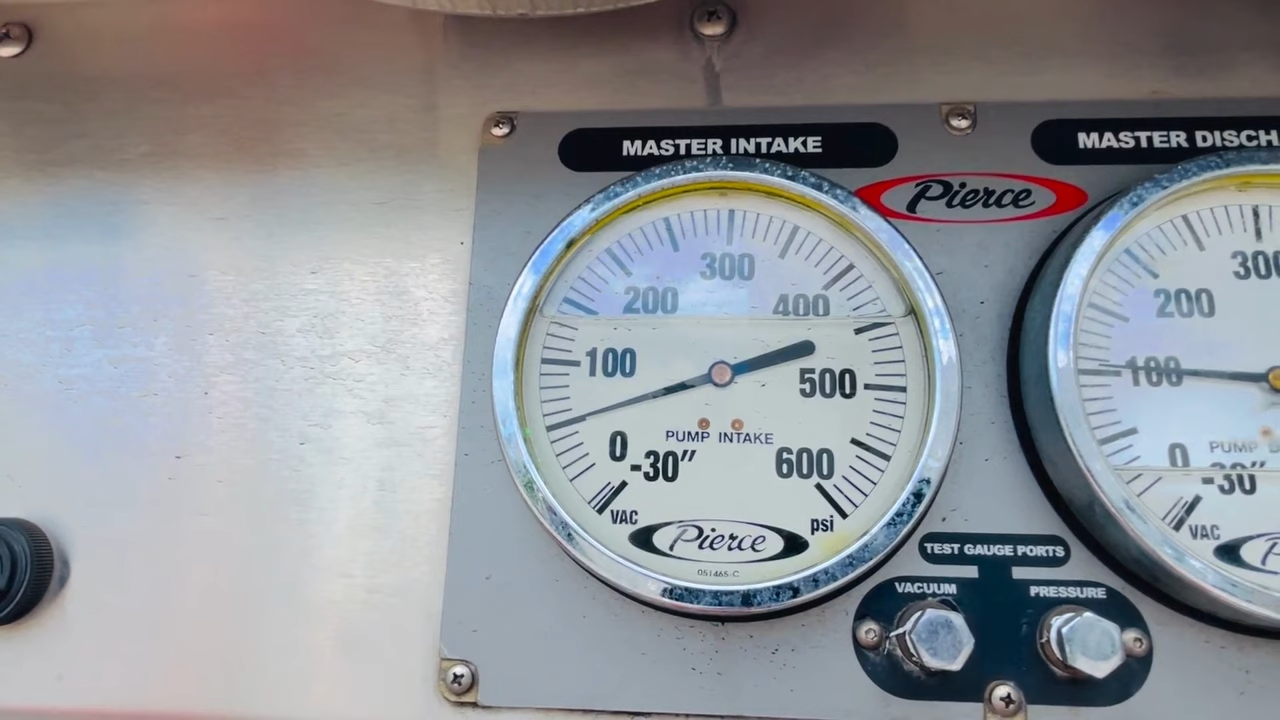 MASTER INTAKE
MASTER DISCH
Pierce
300
200
400
100
500
0
PUMP INTAKE
-30"
600
VAC
psi
Pierce
051465-C
300
200
100
0
PUMP
-30"
VAC
TEST GAUGE PORTS
VACUUM
PRESSURE